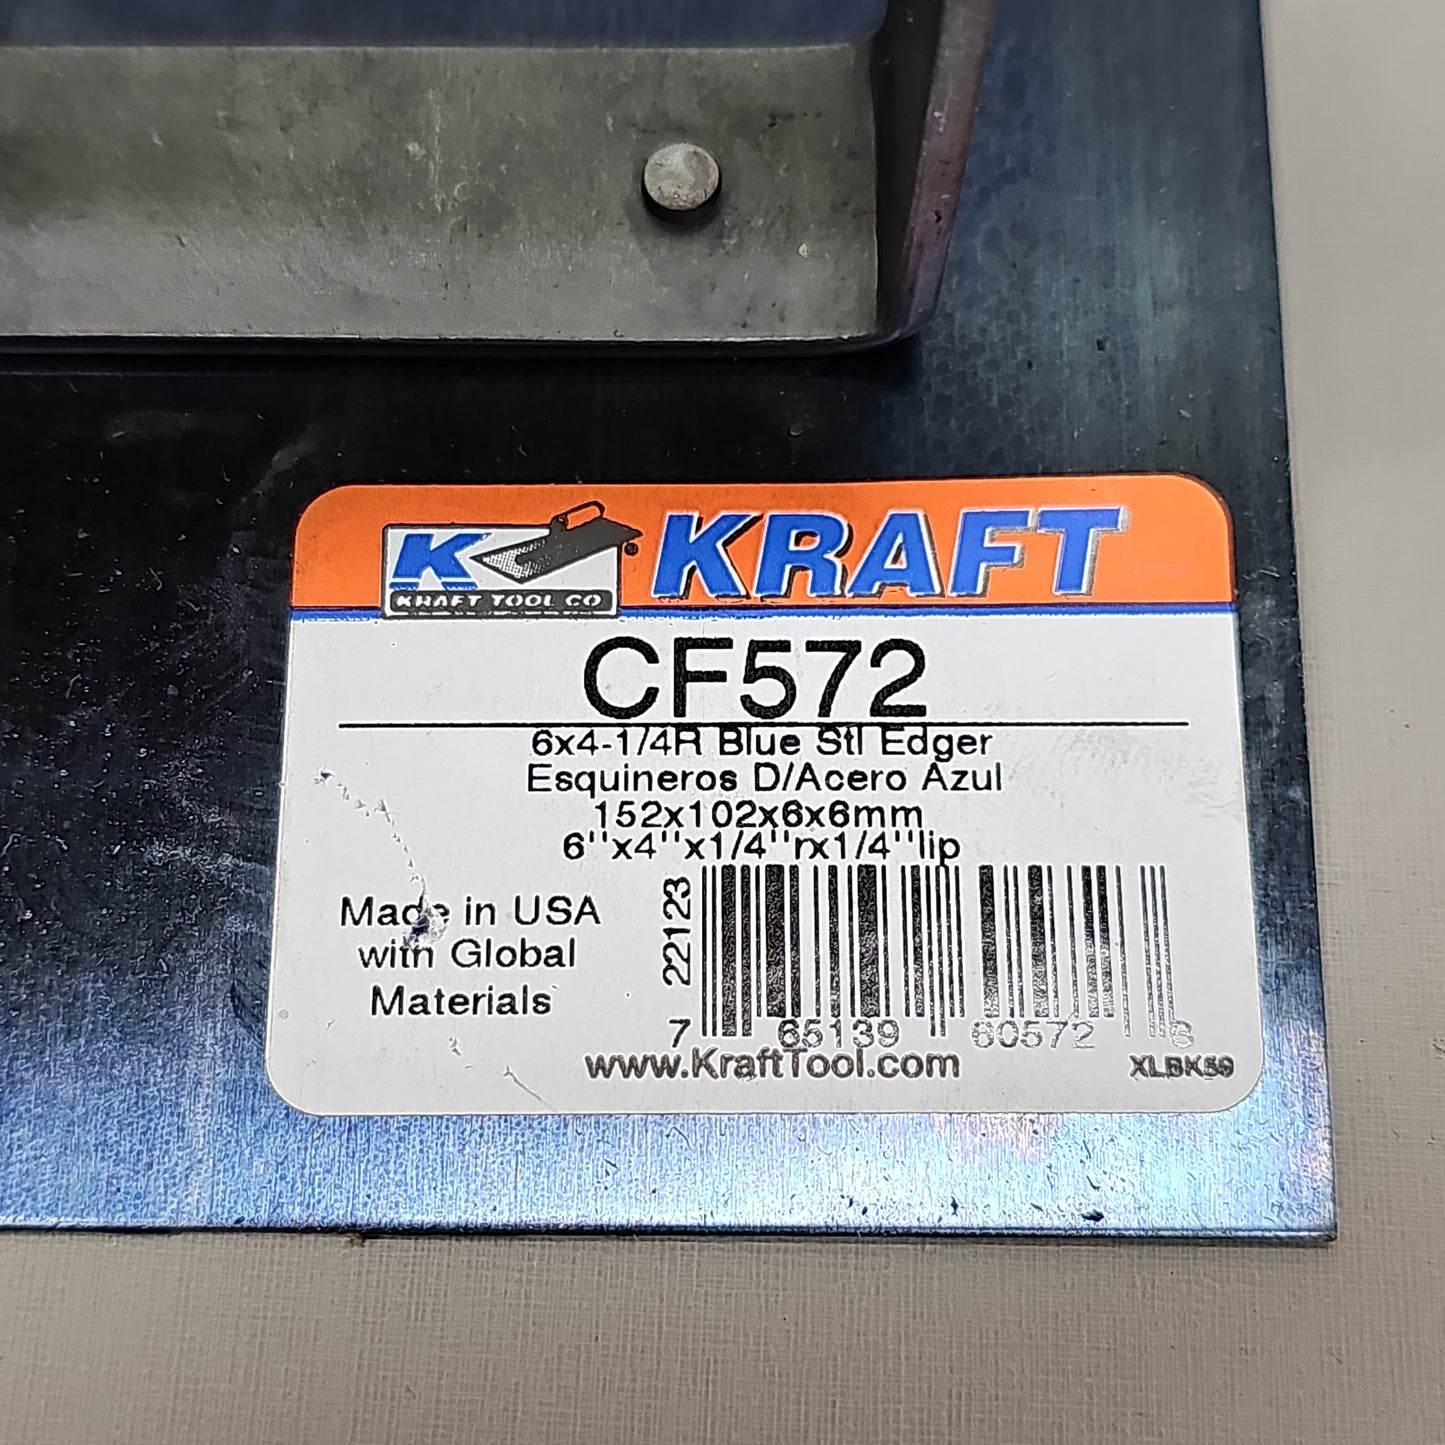 K
KRAFT TOOL CO
®
KRAFT
CF572
6x4-1/4R Blue Stl Edger
Esquineros D/Acero Azul
152x102x6x6mm
6''x4''x1/4''rx1/4''lip
Made in USA
with Global
Materials
22123
7 65139 60572 8
www.KraftTool.com
XLBK59